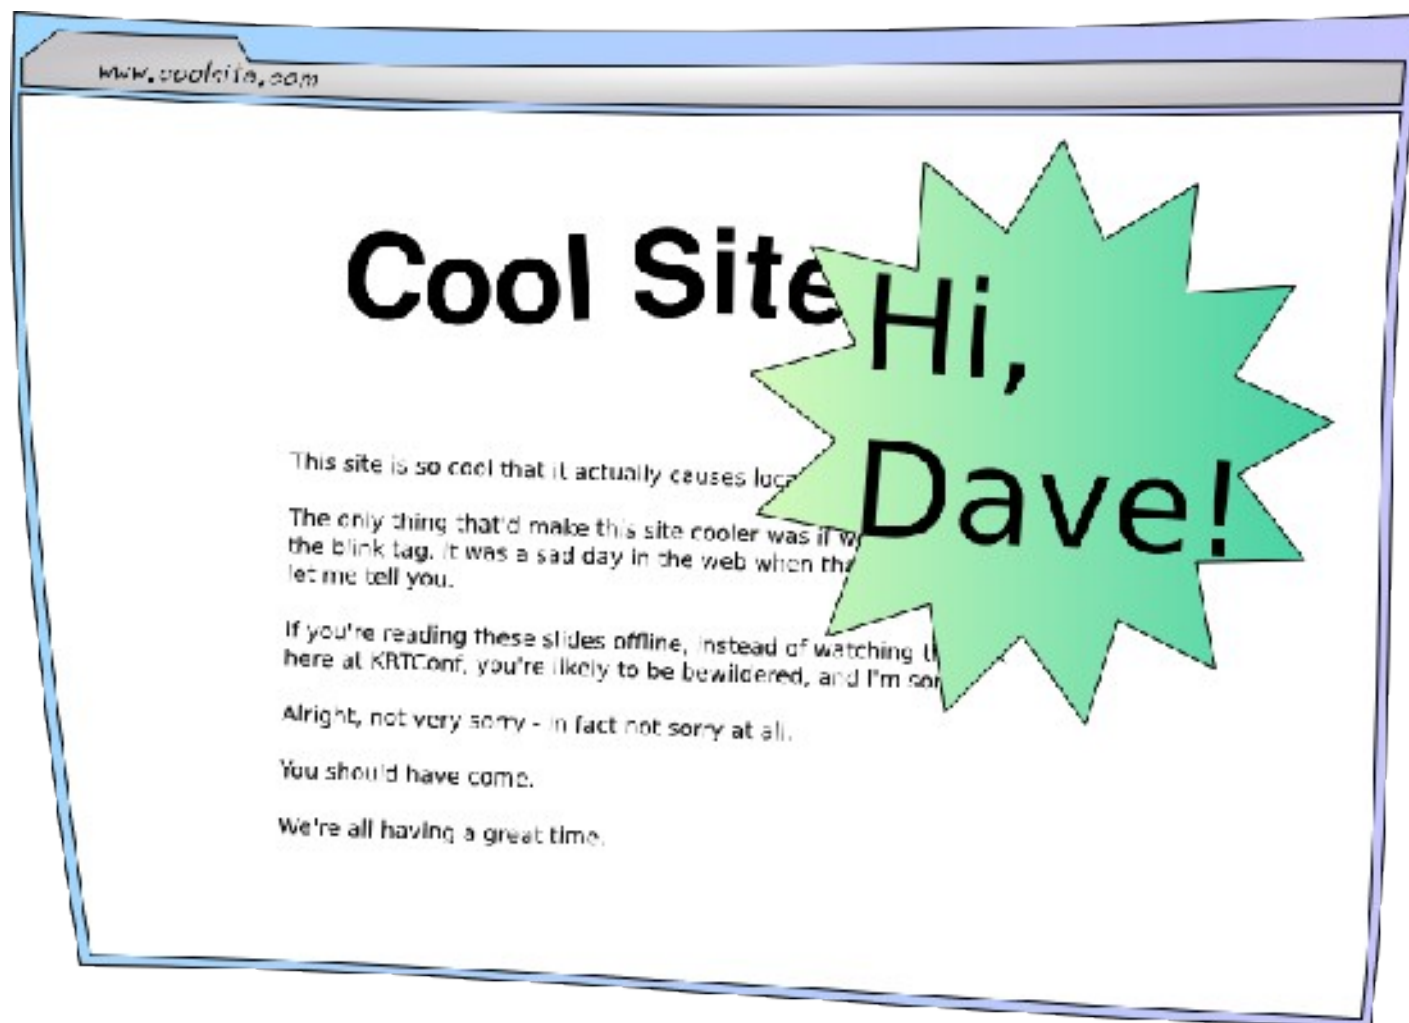 www.coolsite.com
Cool Site
Hi,
Dave!
This site is so cool that it actually causes
The only thing that'd make this site cooler was if
the blink tag. It was a sad day in the web when
let me tell you.
If you're reading these slides offline, instead of watching
here at KRTConf, you're likely to be bewildered, and I'm
Alright, not very sorry - in fact not sorry at all.
You should have come.
We're all having a great time.